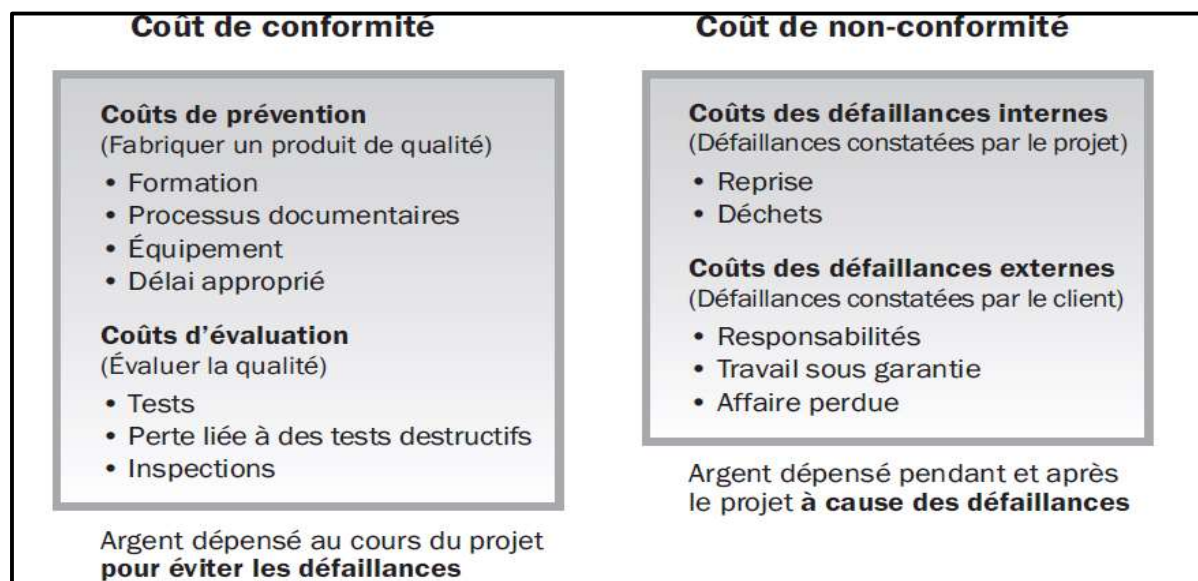 Coût de conformité
Coûts de prévention
(Fabriquer un produit de qualité)
• Formation
• Processus documentaires
• Équipement
• Délai approprié
Coûts d'évaluation
(Évaluer la qualité)
• Tests
• Perte liée à des tests destructifs
• Inspections
Argent dépensé au cours du projet
pour éviter les défaillances
Coût de non-conformité
Coûts des défaillances internes
(Défaillances constatées par le projet)
• Reprise
• Déchets
Coûts des défaillances externes
(Défaillances constatées par le client)
• Responsabilités
• Travail sous garantie
• Affaire perdue
Argent dépensé pendant et après
le projet à cause des défaillances